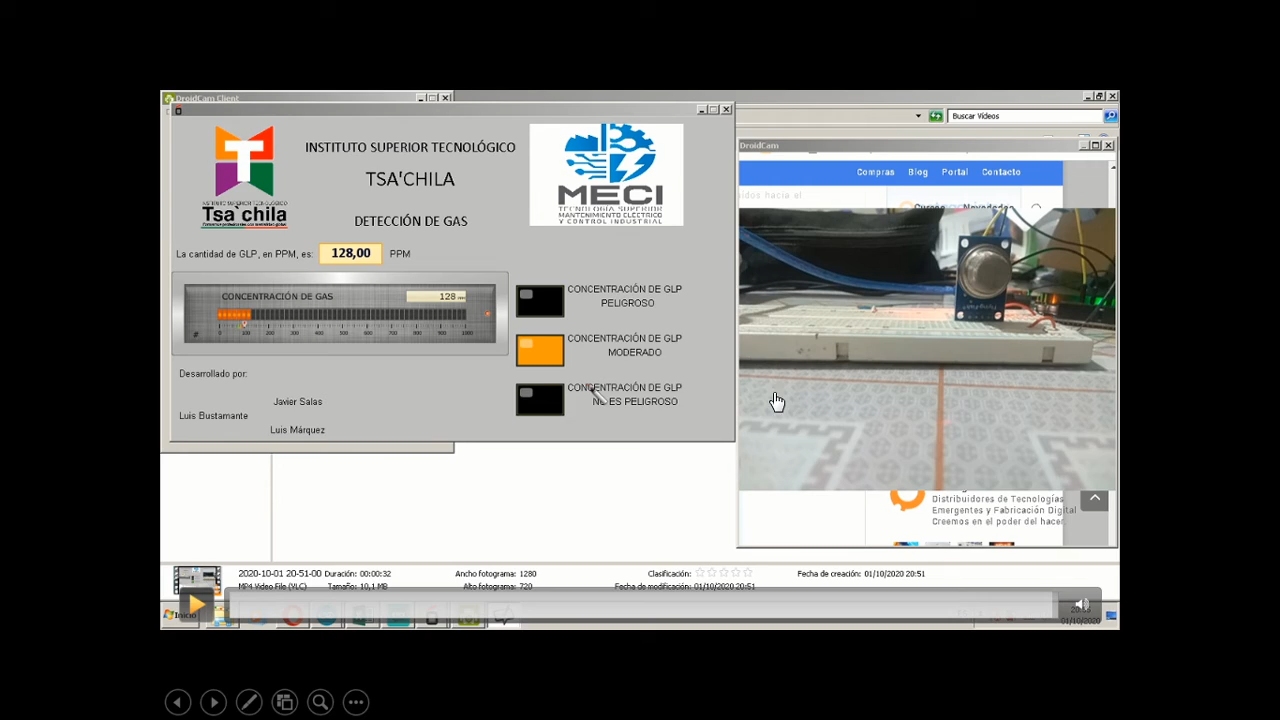 DroidCam Client
INSTITUTO SUPERIOR TECNOLÓGICO
TSA'CHILA
DETECCIÓN DE GAS
Tsa´chila
MECI
TECNOLOGÍA SUPERIOR
MANTENIMIENTO ELÉCTRICO
Y CONTROL INDUSTRIAL
La cantidad de GLP, en PPM, es: 128,00 PPM
CONCENTRACIÓN DE GAS 128
0 100 200 300 400 500 600 700 800 900 1000
CONCENTRACIÓN DE GLP
PELIGROSO
CONCENTRACIÓN DE GLP
MODERADO
CONCENTRACIÓN DE GLP
NO ES PELIGROSO
Desarrollado por:
Javier Salas
Luis Bustamante
Luis Márquez
Buscar Vídeos
DroidCam
Compras Blog Portal Contacto
Distribuidores de Tecnologías
Emergentes y Fabricación Digital
Creemos en el poder del hacer.
2020-10-01 20-51-00 Duración: 00:00:32 Ancho fotograma: 1280 Clasificación: Fecha de creación: 01/10/2020 20:51
MP4 Video File (VLC) Tamaño: 10,1 MB Alto fotograma: 720 Fecha de modificación: 01/10/2020 20:51
Inicio
01/10/2020